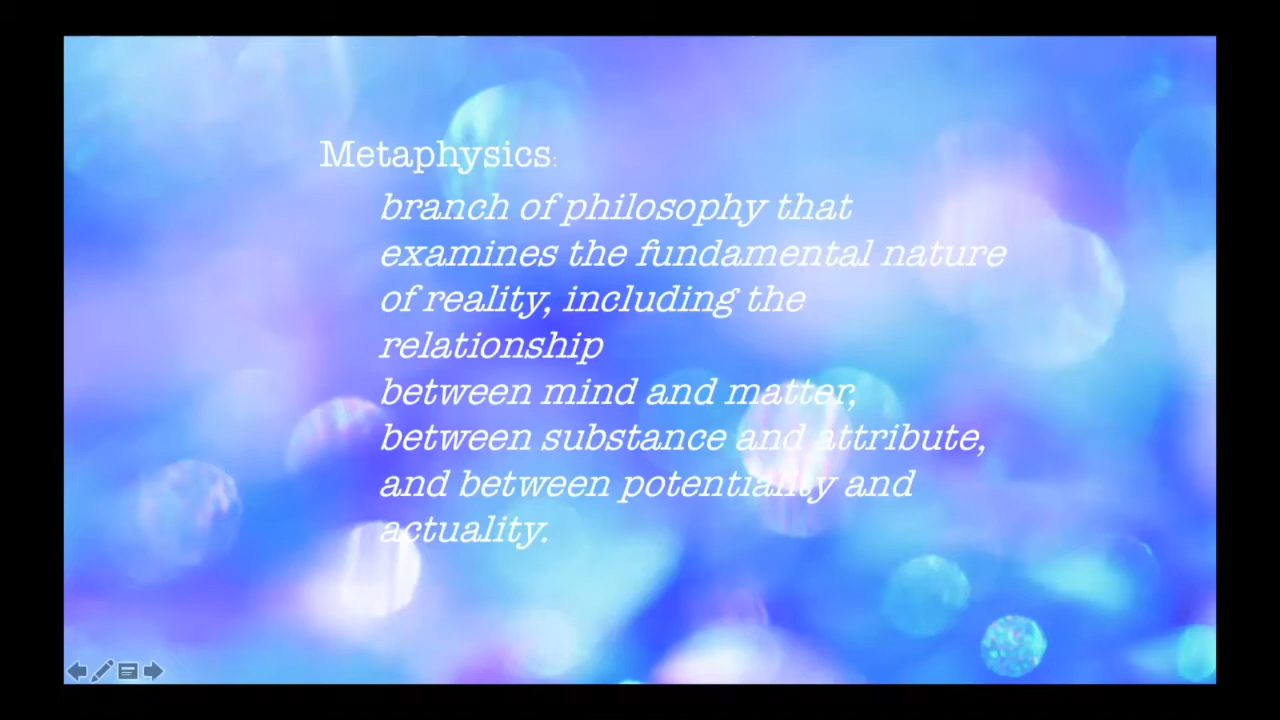 Metaphysics:
branch of philosophy that
examines the fundamental nature
of reality, including the
relationship
between mind and matter,
between substance and attribute,
and between potentiality and
actuality.